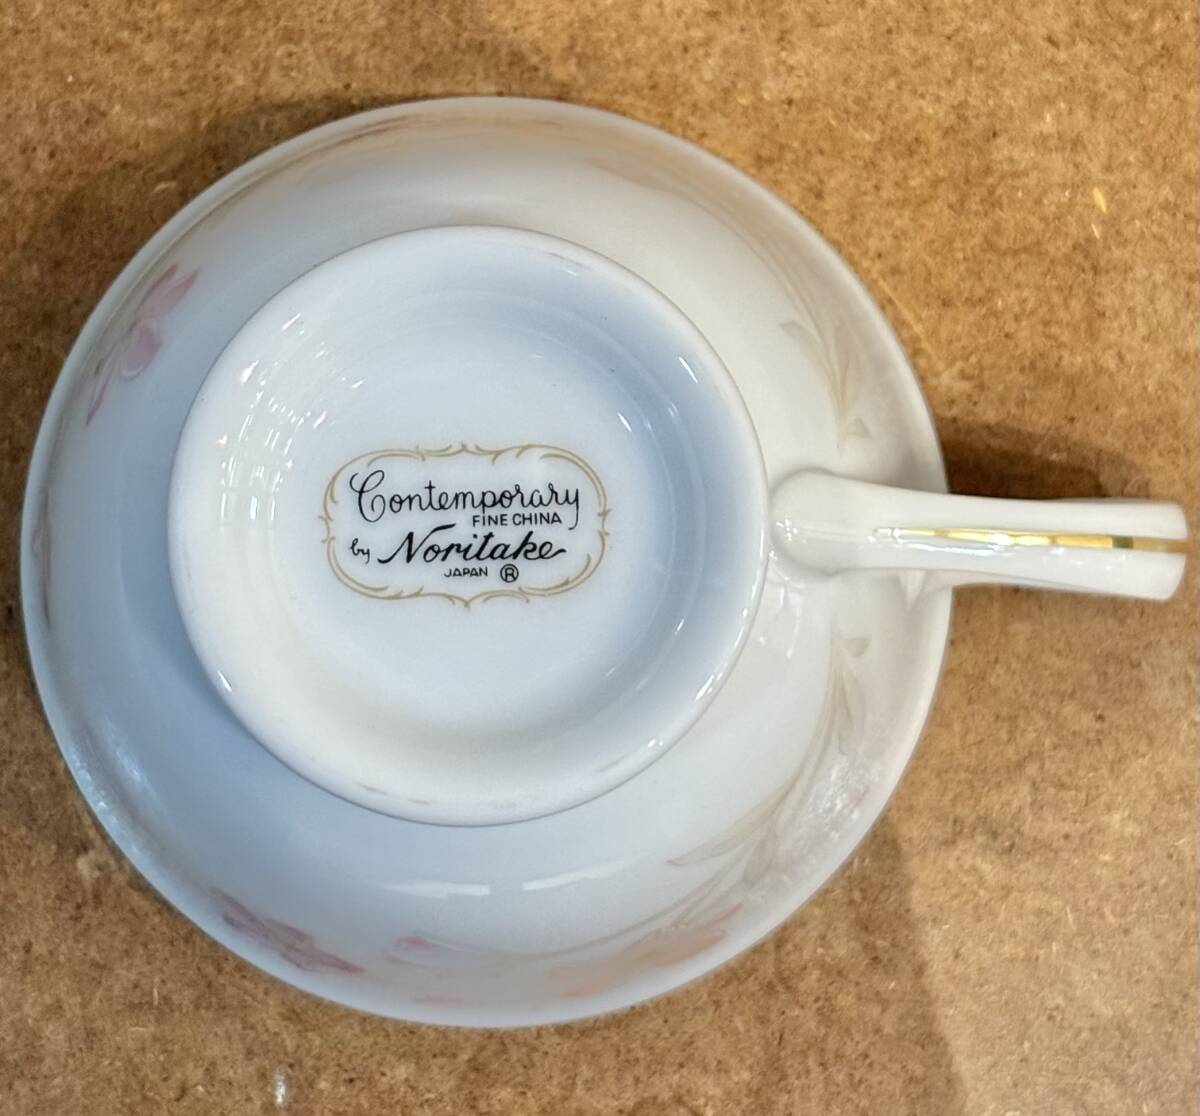 Contemporary
FINE CHINA
by Noritake
JAPAN ®